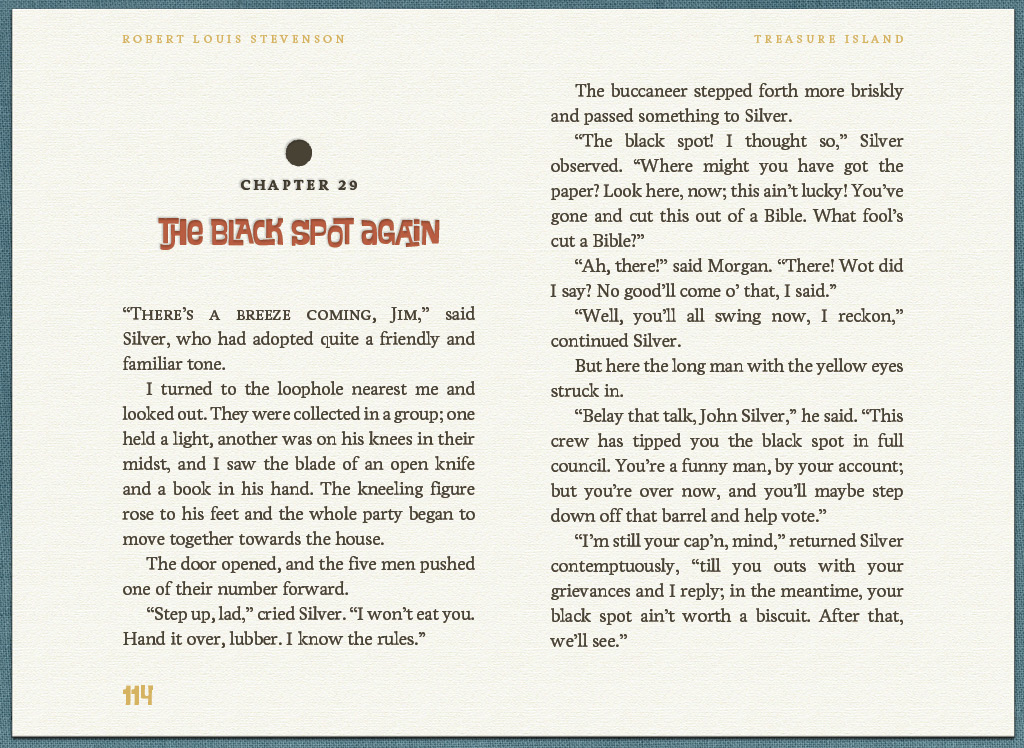 ROBERT LOUIS STEVENSON
TREASURE ISLAND
CHAPTER 29
THE BLACK SPOT AGAIN
“THERE’S A BREEZE COMING, JIM,” said
Silver, who had adopted quite a friendly and
familiar tone.
I turned to the loophole nearest me and
looked out. They were collected in a group; one
held a light, another was on his knees in their
midst, and I saw the blade of an open knife
and a book in his hand. The kneeling figure
rose to his feet and the whole party began to
move together towards the house.
The door opened, and the five men pushed
one of their number forward.
“Step up, lad,” cried Silver. “I won’t eat you.
Hand it over, lubber. I know the rules.”
114
The buccaneer stepped forth more briskly
and passed something to Silver.
“The black spot! I thought so,” Silver
observed. “Where might you have got the
paper? Look here, now; this ain’t lucky! You’ve
gone and cut this out of a Bible. What fool’s
cut a Bible?”
“Ah, there!” said Morgan. “There! Wot did
I say? No good’ll come o’ that, I said.”
“Well, you’ll all swing now, I reckon,”
continued Silver.
But here the long man with the yellow eyes
struck in.
“Belay that talk, John Silver,” he said. “This
crew has tipped you the black spot in full
council. You’re a funny man, by your account;
but you’re over now, and you’ll maybe step
down off that barrel and help vote.”
“I’m still your cap’n, mind,” returned Silver
contemptuously, “till you outs with your
grievances and I reply; in the meantime, your
black spot ain’t worth a biscuit. After that,
we’ll see.”